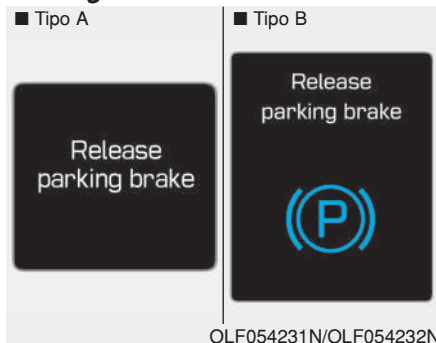 ■ Tipo A
Release
parking brake
■ Tipo B
Release
parking brake
P
OLF054231N/OLF054232N